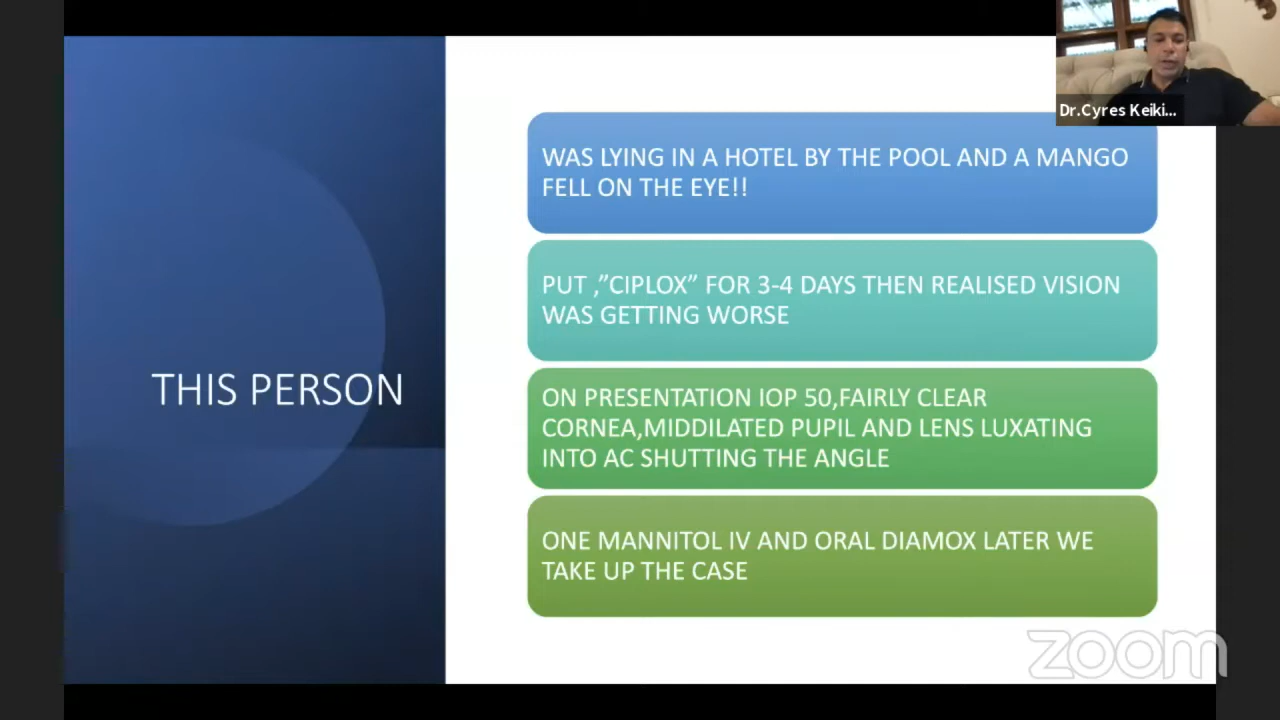 Dr.Cyres Keiki...
WAS LYING IN A HOTEL BY THE POOL AND A MANGO
FELL ON THE EYE!!
PUT ,”CIPLOX” FOR 3-4 DAYS THEN REALISED VISION
WAS GETTING WORSE
THIS PERSON
ON PRESENTATION IOP 50,FAIRLY CLEAR
CORNEA,MIDDILATED PUPIL AND LENS LUXATING
INTO AC SHUTTING THE ANGLE
ONE MANNITOL IV AND ORAL DIAMOX LATER WE
TAKE UP THE CASE
zoom